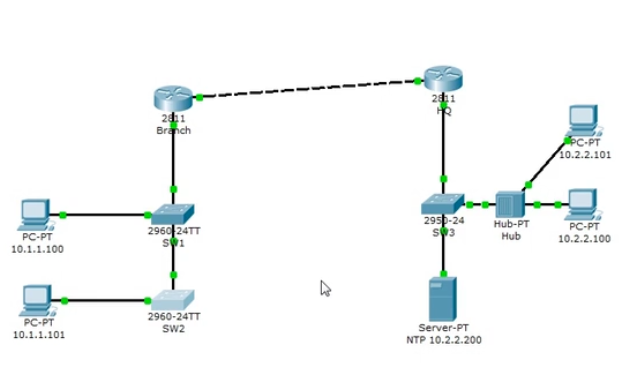 2811
Branch
2811
HQ
PC-PT
10.2.2.101
PC-PT
10.1.1.100
2960-24TT
SW1
2950-24
SW3
Hub-PT
Hub
PC-PT
10.2.2.100
PC-PT
10.1.1.101
2960-24TT
SW2
Server-PT
NTP 10.2.2.200